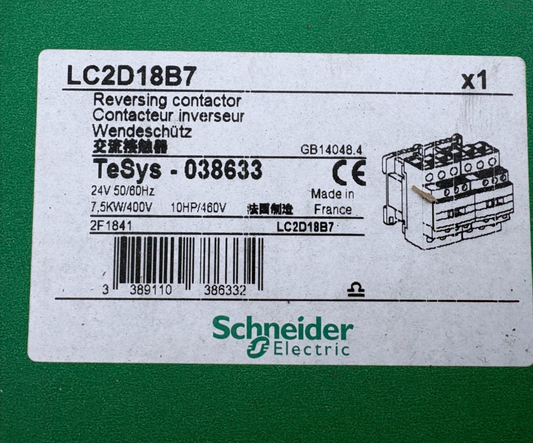 LC2D18B7 x1
Reversing contactor
Contacteur inverseur
Wendeschütz
交流接触器 GB14048.4
TeSys - 038633 CE
24V 50/60Hz Made in
7,5KW/400V 10HP/460V 法国制造 France
2F1841 LC2D18B7
3 389110 386332
Schneider
Electric